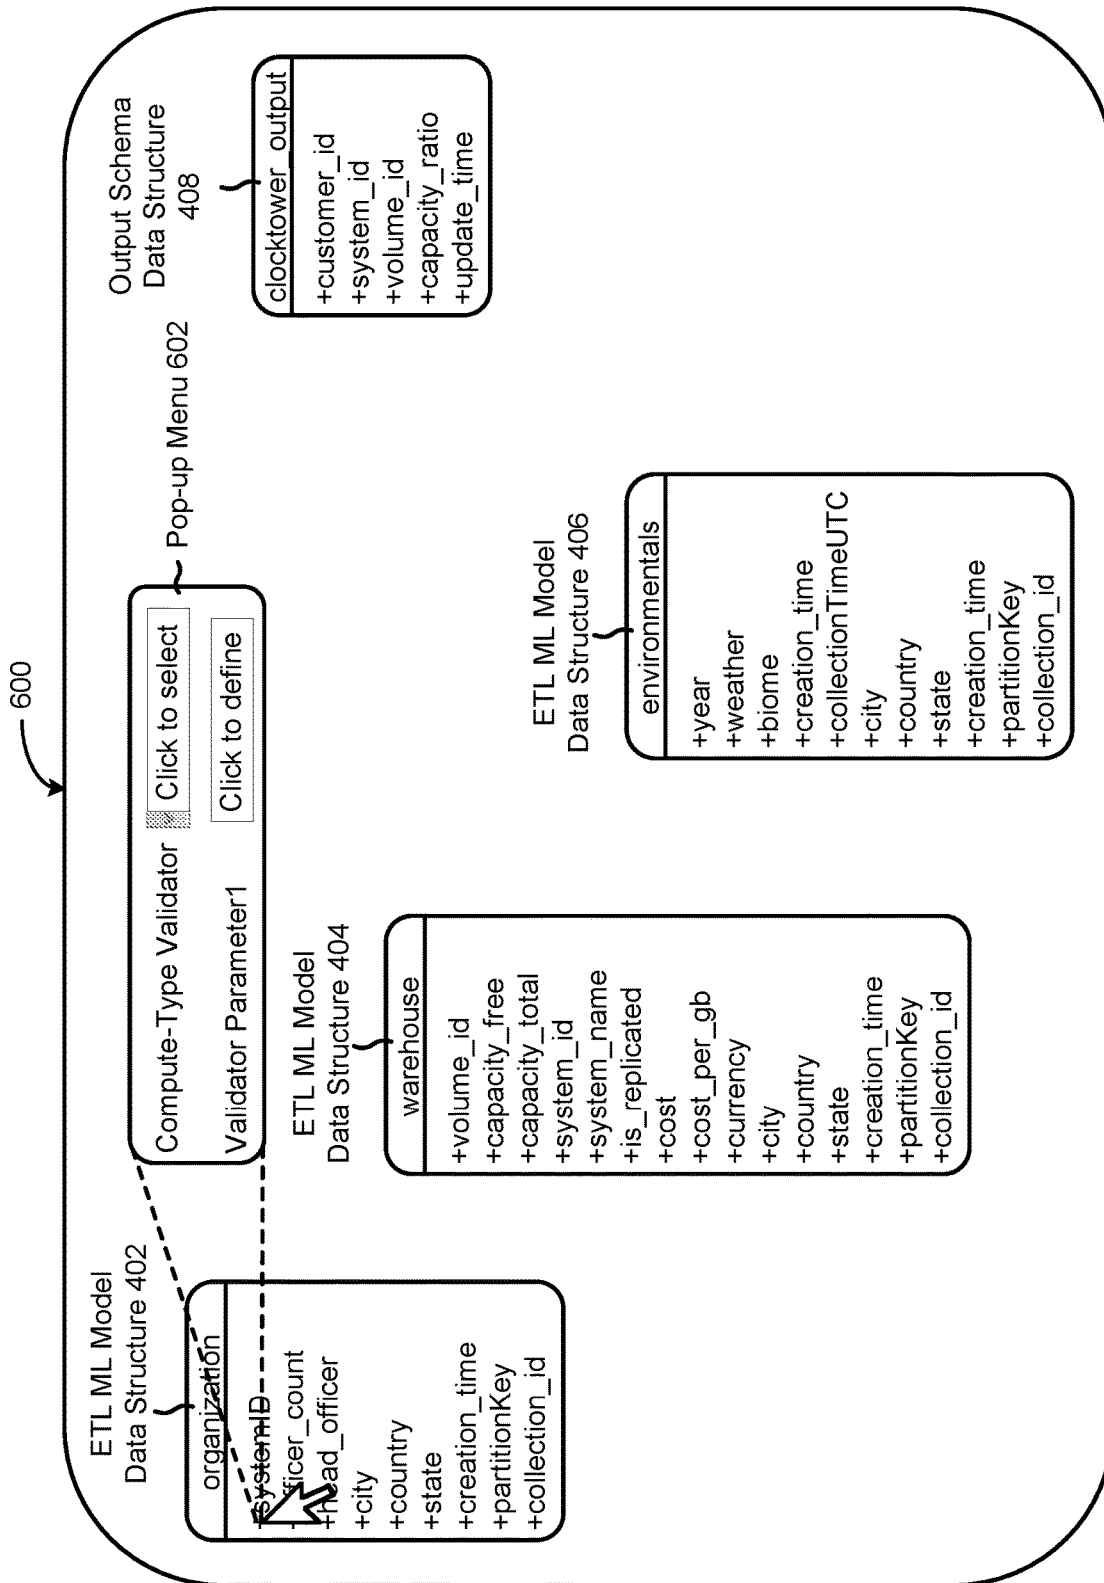 600
ETL ML Model
Data Structure 402
organization
+systemID
+officer_count
+head_officer
+city
+country
+state
+creation_time
+partitionKey
+collection_id
Compute-Type Validator
Click to select
Validator Parameter1
Click to define
Pop-up Menu 602
ETL ML Model
Data Structure 404
warehouse
+volume_id
+capacity_free
+capacity_total
+system_id
+system_name
+is_replicated
+cost
+cost_per_gb
+currency
+city
+country
+state
+creation_time
+partitionKey
+collection_id
ETL ML Model
Data Structure 406
environmentals
+year
+weather
+biome
+creation_time
+collectionTimeUTC
+city
+country
+state
+creation_time
+partitionKey
+collection_id
Output Schema
Data Structure
408
clocktower_output
+customer_id
+system_id
+volume_id
+capacity_ratio
+update_time